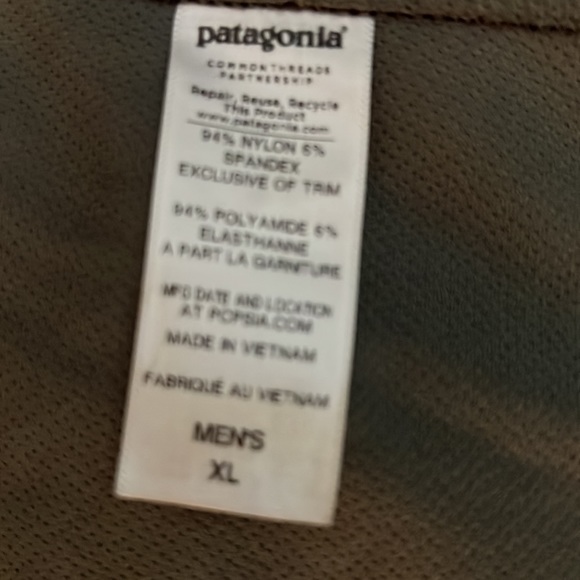 patagonia®
COMMONTHREADS
PARTNERSHIP
Repair, Reuse, Recycle
This Product
www.patagonia.com
94% NYLON 6%
SPANDEX
EXCLUSIVE OF TRIM
94% POLYAMIDE 6%
ELASTHANNE
A PART LA GARNITURE
MFG DATE AND LOCATION
AT POPSIA.COM
MADE IN VIETNAM
FABRIQUÉ AU VIETNAM
MEN'S
XL